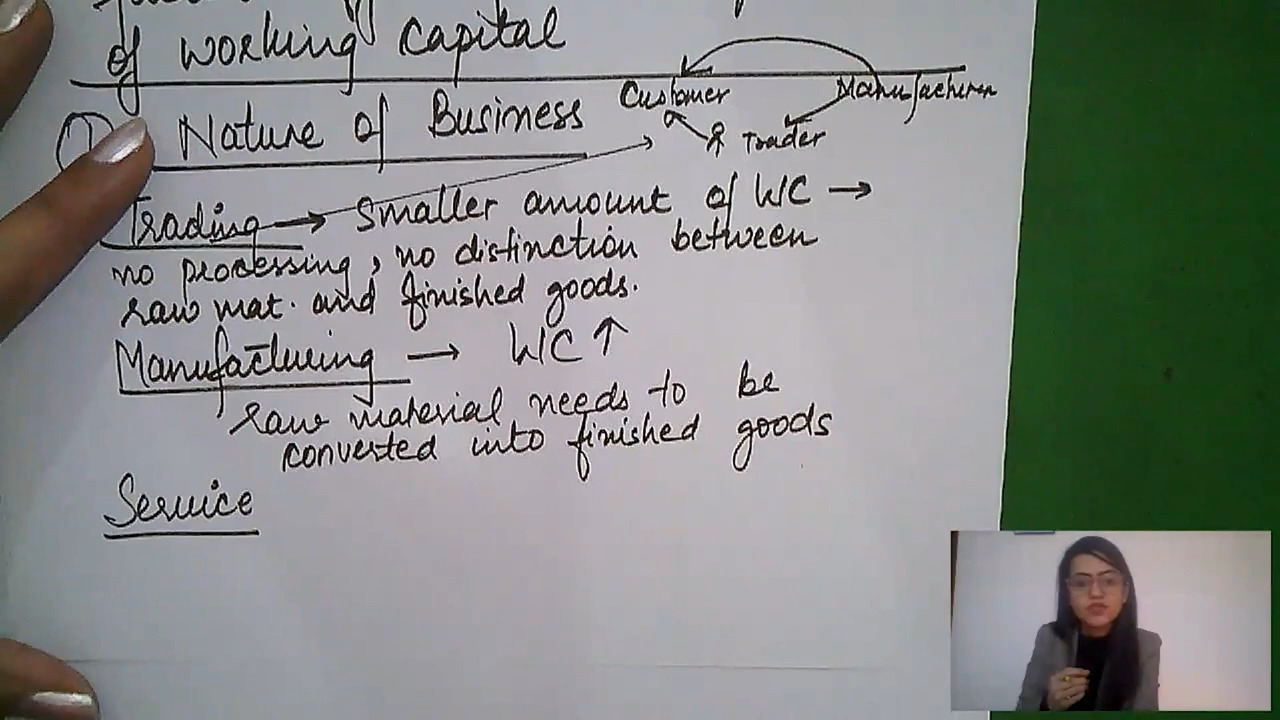 of working capital
Customer
Manufacturer
① Nature of Business
Trader
Trading → Smaller amount of WC →
no processing, no distinction between
raw mat. and finished goods.
Manufacturing → WC ↑
raw material needs to be
converted into finished goods
Service